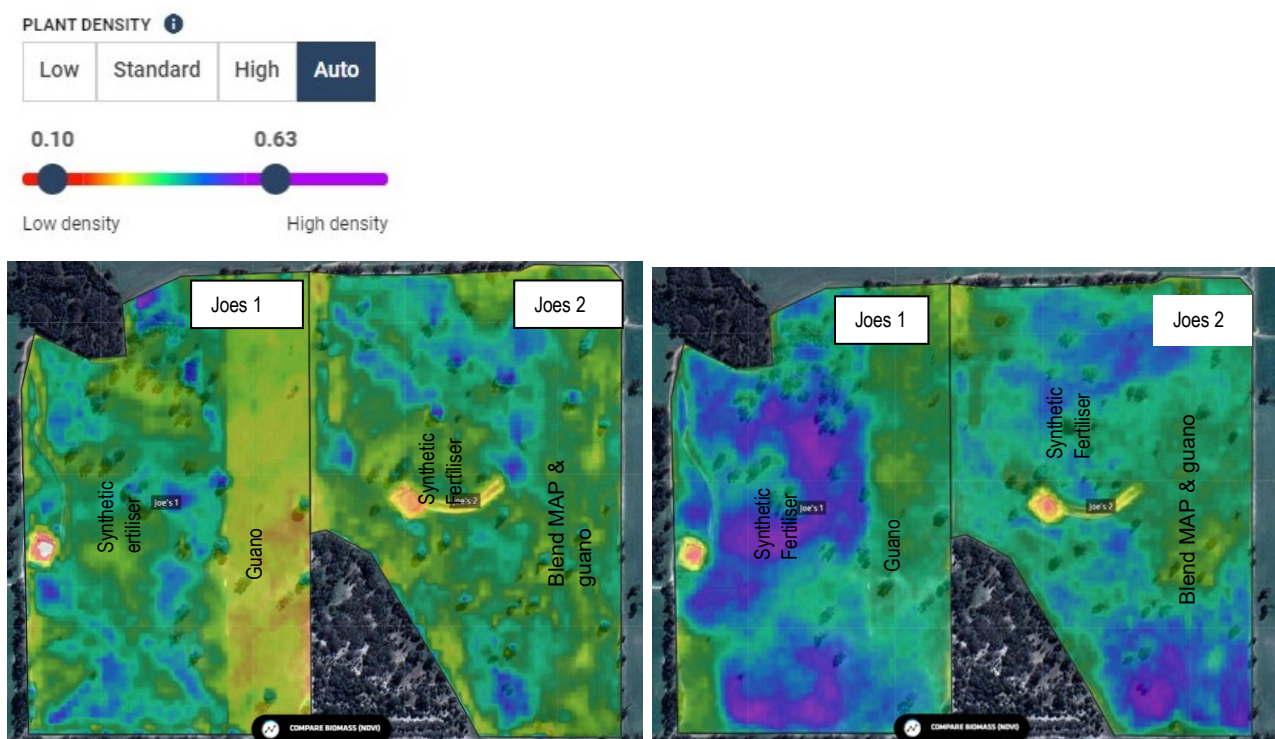 PLANT DENSITY i
Low Standard High Auto
0.10 0.63
Low density High density
Joes 1
Joes 2
Synthetic
ertiliser
Joe's 1
Guano
Synthetic
Fertiliser
Joe's 2
Blend MAP &
guano
COMPARE BIOMASS (NDVI)
Joes 1
Joes 2
Synthetic
Fertiliser
Joe's 1
Guano
Synthetic
Fertiliser
Joe's 2
Blend MAP & guano
COMPARE BIOMASS (NDVI)